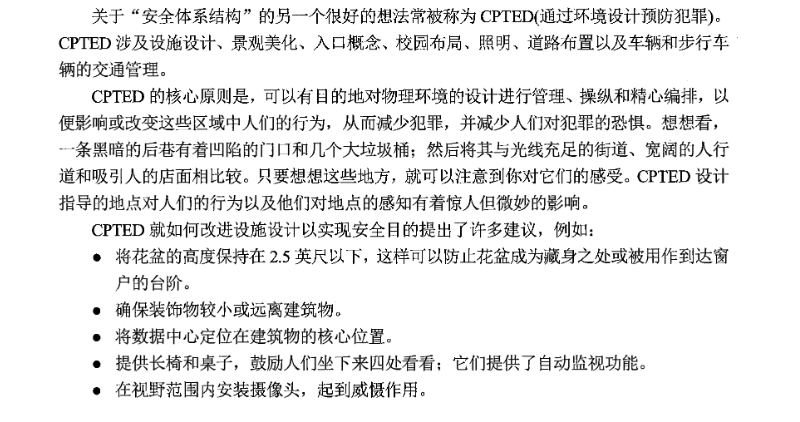 关于“安全体系结构”的另一个很好的想法常被称为 CPTED(通过环境设计预防犯罪)。
CPTED 涉及设施设计、景观美化、入口概念、校园布局、照明、道路布置以及车辆和步行车
辆的交通管理。
CPTED 的核心原则是，可以有目的地对物理环境的设计进行管理、操纵和精心编排，以
便影响或改变这些区域中人们的行为，从而减少犯罪，并减少人们对犯罪的恐惧。想想看，
一条黑暗的后巷有着凹陷的门口和几个大垃圾桶；然后将其与光线充足的街道、宽阔的人行
道和吸引人的店面相比较。只要想想这些地方，就可以注意到你对它们的感受。CPTED 设计
指导的地点对人们的行为以及他们对地点的感知有着惊人但微妙的影响。
CPTED 就如何改进设施设计以实现安全目的提出了许多建议，例如：
● 将花盆的高度保持在 2.5 英尺以下，这样可以防止花盆成为藏身之处或被用作到达窗
户的台阶。
● 确保装饰物较小或远离建筑物。
● 将数据中心定位在建筑物的核心位置。
● 提供长椅和桌子，鼓励人们坐下来四处看看；它们提供了自动监视功能。
● 在视野范围内安装摄像头，起到威慑作用。